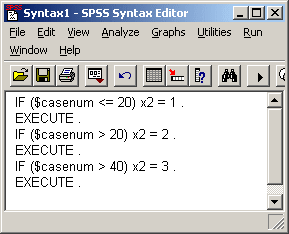 Syntax1 - SPSS Syntax Editor
File Edit View Analyze Graphs Utilities Run
Window Help
IF ($casenum <= 20) x2 = 1 .
EXECUTE .
IF ($casenum > 20) x2 = 2 .
EXECUTE .
IF ($casenum > 40) x2 = 3 .
EXECUTE .